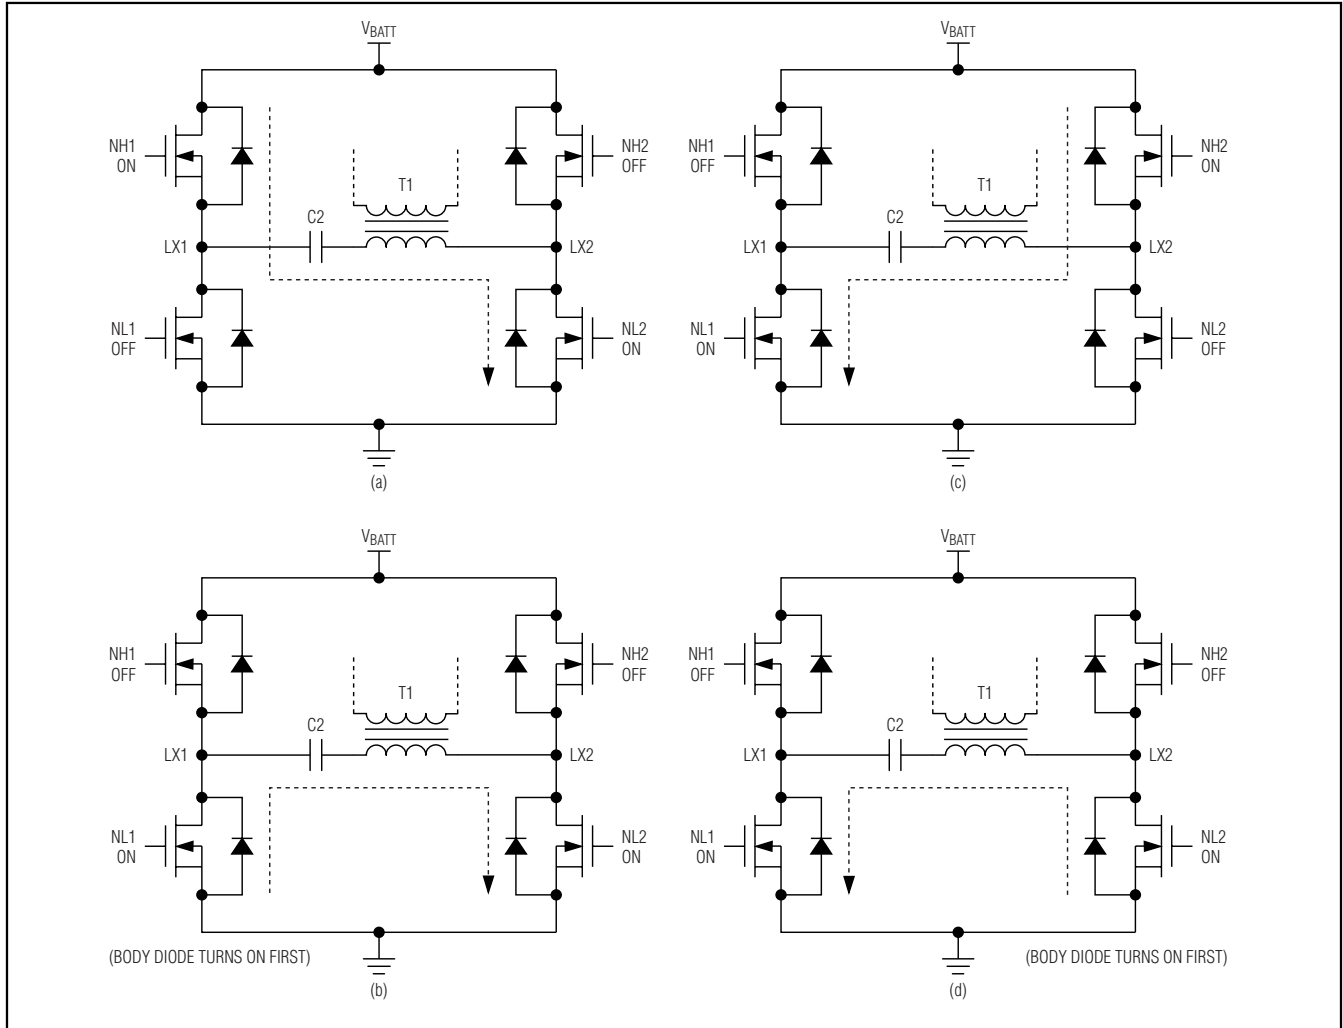 VBATT
NH1
ON
NH2
OFF
T1
C2
LX1
LX2
NL1
OFF
NL2
ON
(a)
VBATT
NH1
OFF
NH2
ON
T1
C2
LX1
LX2
NL1
ON
NL2
OFF
(c)
VBATT
NH1
OFF
NH2
OFF
T1
C2
LX1
LX2
NL1
ON
NL2
ON
(BODY DIODE TURNS ON FIRST)
(b)
VBATT
NH1
OFF
NH2
OFF
T1
C2
LX1
LX2
NL1
ON
NL2
ON
(BODY DIODE TURNS ON FIRST)
(d)